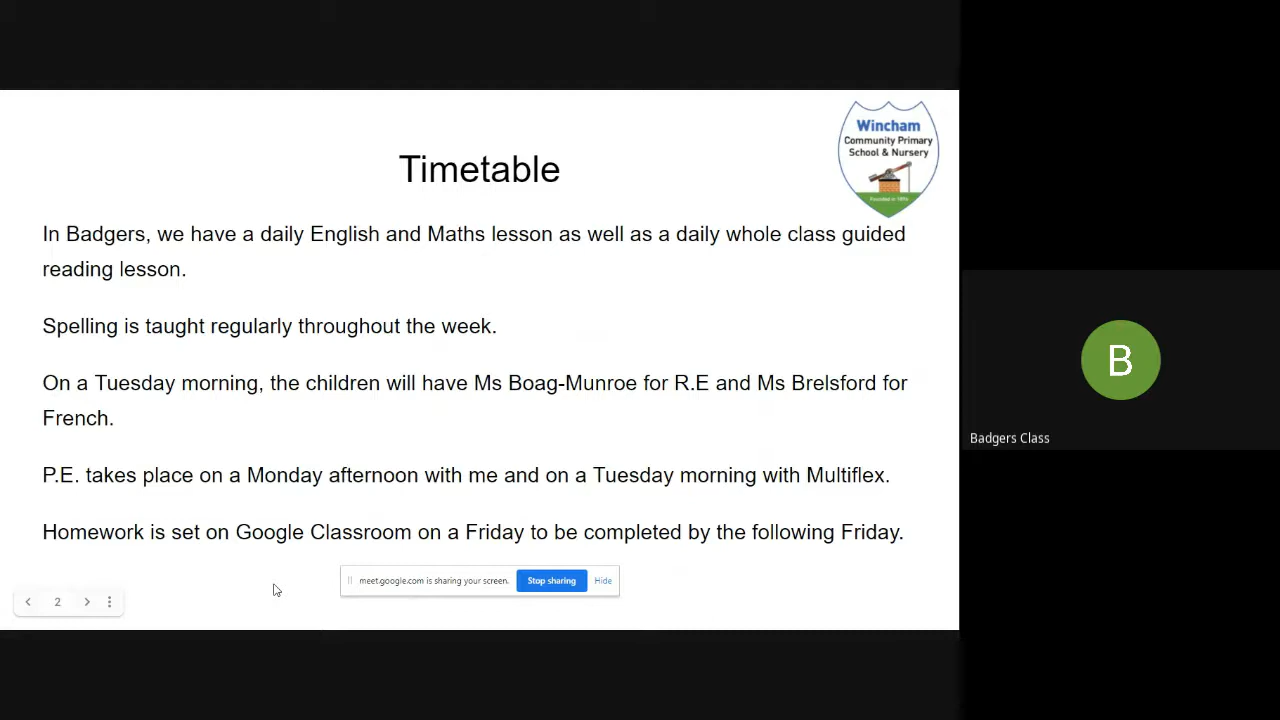 Wincham
Community Primary
School & Nursery
Timetable
In Badgers, we have a daily English and Maths lesson as well as a daily whole class guided
reading lesson.
Spelling is taught regularly throughout the week.
On a Tuesday morning, the children will have Ms Boag-Munroe for R.E and Ms Brelsford for
French.
P.E. takes place on a Monday afternoon with me and on a Tuesday morning with Multiflex.
Homework is set on Google Classroom on a Friday to be completed by the following Friday.
meet.google.com is sharing your screen. Stop sharing Hide
2
B
Badgers Class